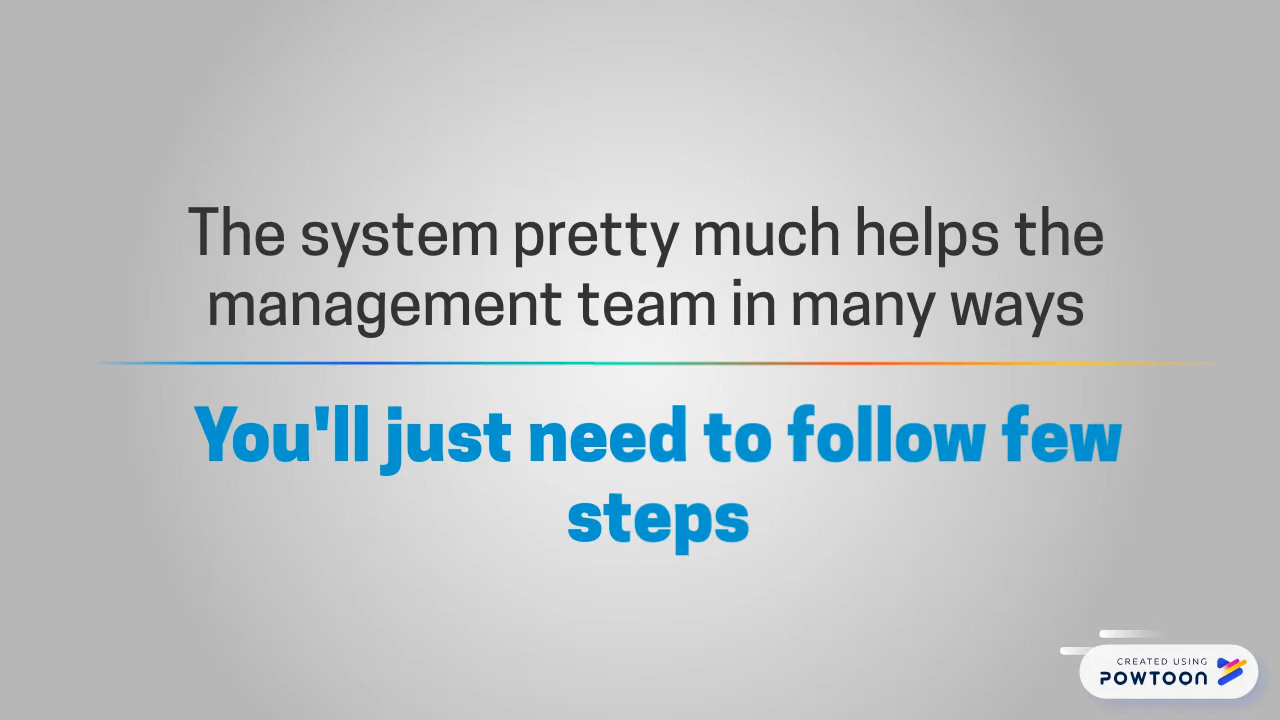 The system pretty much helps the
management team in many ways
You'll just need to follow few
steps
CREATED USING
POWTOON